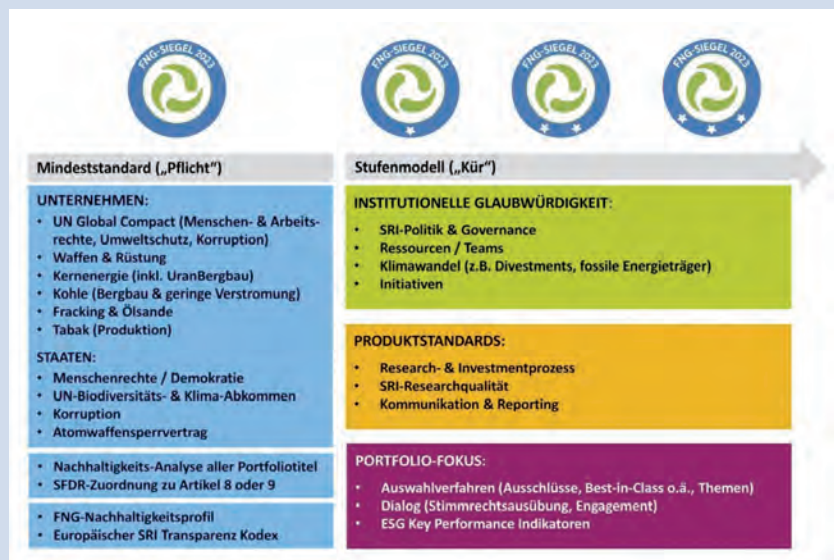 FNG-SIEGEL 2023
FNG-SIEGEL 2023
FNG-SIEGEL 2023
FNG-SIEGEL 2023
Mindeststandard („Pflicht“)
UNTERNEHMEN:
• UN Global Compact (Menschen- & Arbeits-
rechte, Umweltschutz, Korruption)
• Waffen & Rüstung
• Kernenergie (inkl. UranBergbau)
• Kohle (Bergbau & geringe Verstromung)
• Fracking & Ölsande
• Tabak (Produktion)
STAATEN:
• Menschenrechte / Demokratie
• UN-Biodiversitäts- & Klima-Abkommen
• Korruption
• Atomwaffensperrvertrag
• Nachhaltigkeits-Analyse aller Portfoliotitel
• SFDR-Zuordnung zu Artikel 8 oder 9
• FNG-Nachhaltigkeitsprofil
• Europäischer SRI Transparenz Kodex
Stufenmodell („Kür“)
INSTITUTIONELLE GLAUBWÜRDIGKEIT:
• SRI-Politik & Governance
• Ressourcen / Teams
• Klimawandel (z.B. Divestments, fossile Energieträger)
• Initiativen
PRODUKTSTANDARDS:
• Research- & Investmentprozess
• SRI-Researchqualität
• Kommunikation & Reporting
PORTFOLIO-FOKUS:
• Auswahlverfahren (Ausschlüsse, Best-in-Class o.ä., Themen)
• Dialog (Stimmrechtsausübung, Engagement)
• ESG Key Performance Indikatoren